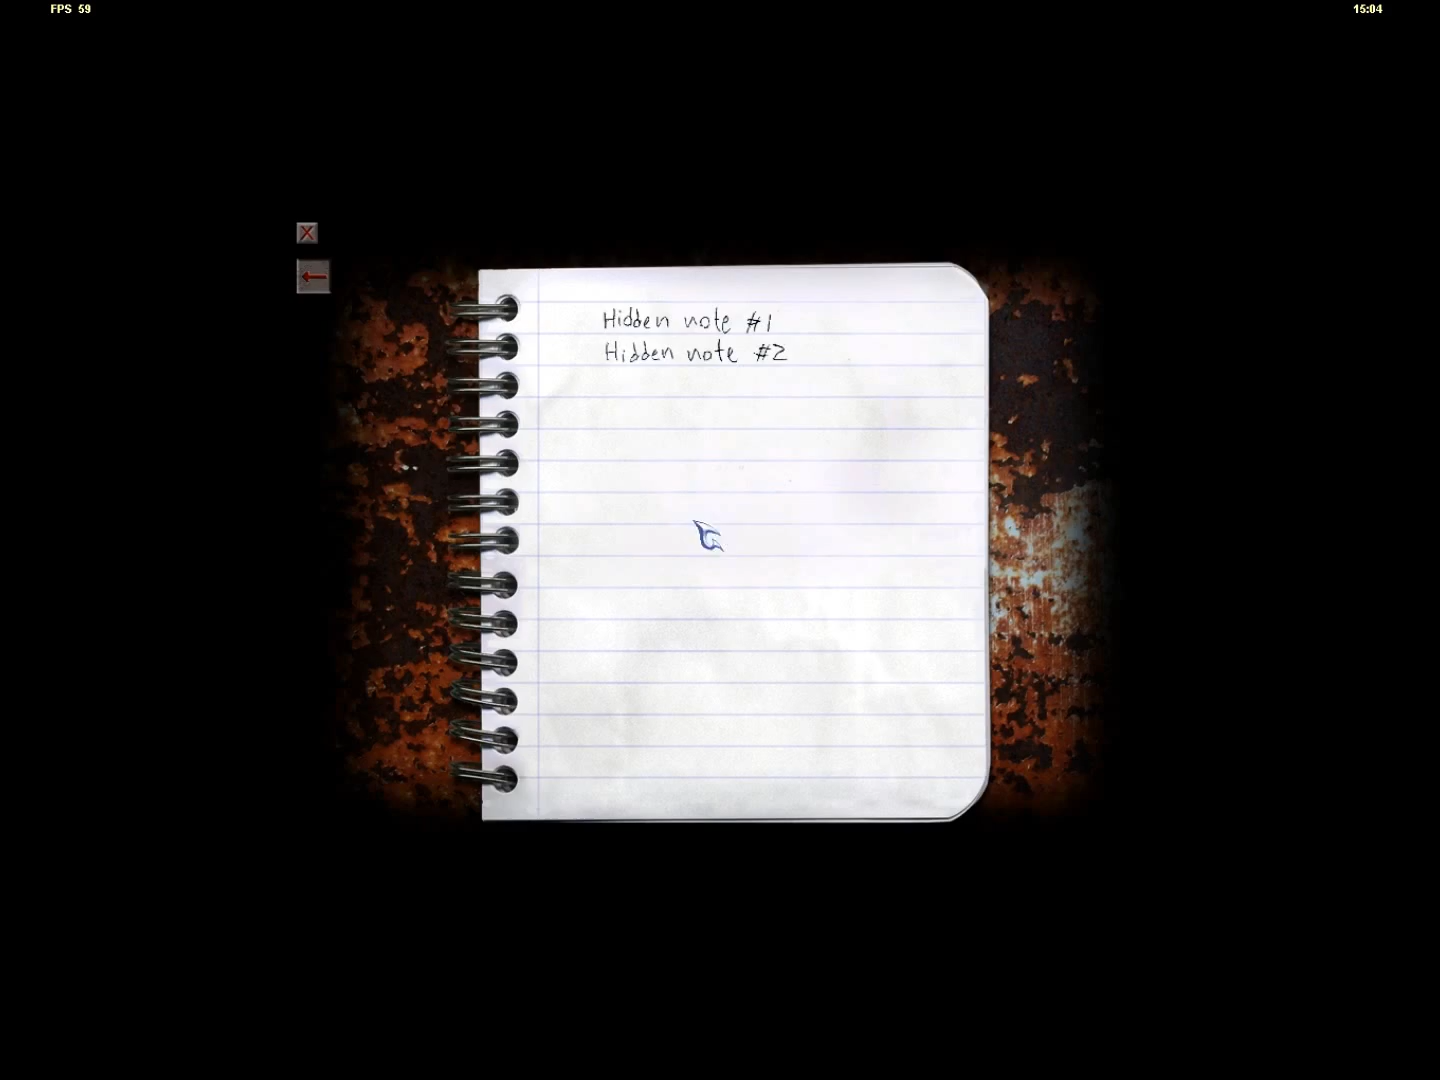 FPS 59
15:04
X
Hidden note #1
Hidden note #2